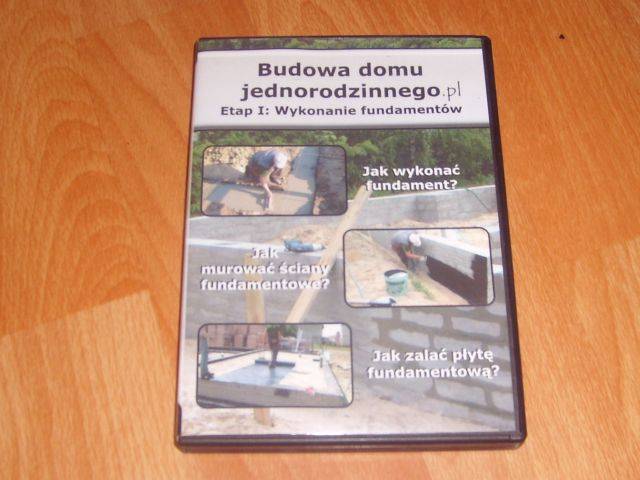 Budowa domu
jednorodzinnego.pl
Etap I: Wykonanie fundamentów
Jak wykonać
fundament?
Jak
murować ściany
fundamentowe?
Jak zalać płytę
fundamentową?